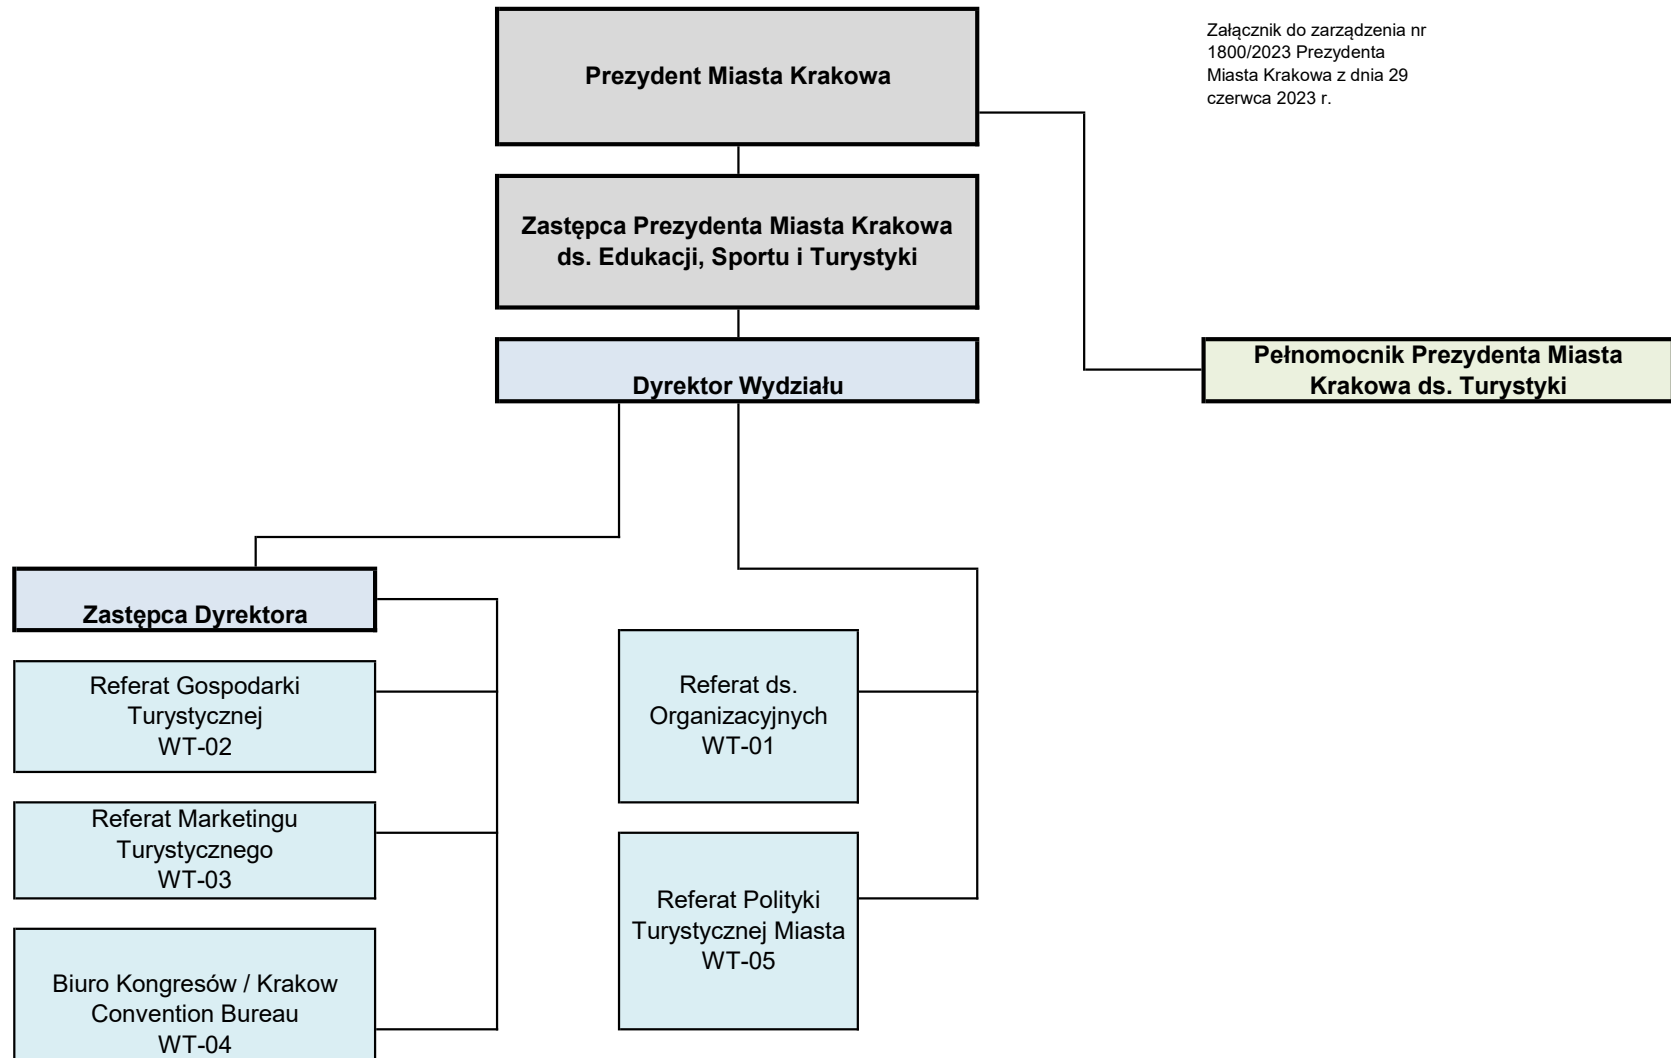 Prezydent Miasta Krakowa
Załącznik do zarządzenia nr
1800/2023 Prezydenta
Miasta Krakowa z dnia 29
czerwca 2023 r.
Zastępca Prezydenta Miasta Krakowa
ds. Edukacji, Sportu i Turystyki
Dyrektor Wydziału
Pełnomocnik Prezydenta Miasta
Krakowa ds. Turystyki
Zastępca Dyrektora
Referat Gospodarki
Turystycznej
WT-02
Referat Marketingu
Turystycznego
WT-03
Biuro Kongresów / Krakow
Convention Bureau
WT-04
Referat ds.
Organizacyjnych
WT-01
Referat Polityki
Turystycznej Miasta
WT-05